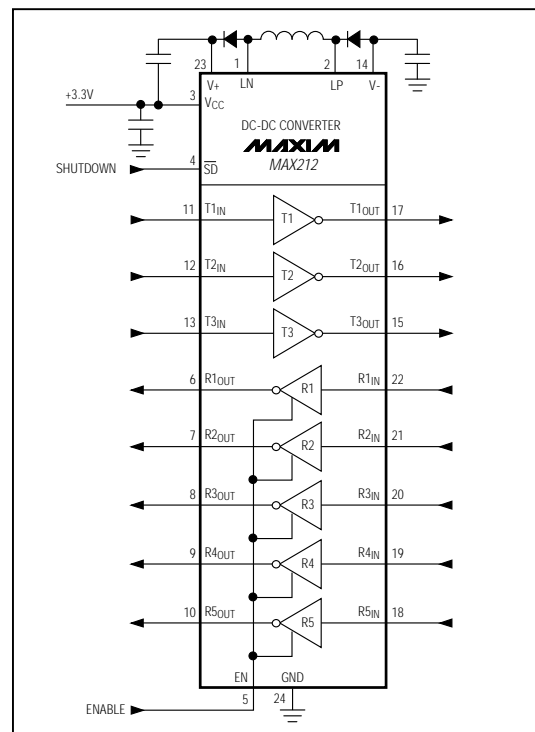 23 1 2 14
V+ LN LP V-
+3.3V 3 VCC
DC-DC CONVERTER
MAXIM
MAX212
SHUTDOWN 4 SD
11 T1IN T1 T1OUT 17
12 T2IN T2 T2OUT 16
13 T3IN T3 T3OUT 15
6 R1OUT R1 R1IN 22
7 R2OUT R2 R2IN 21
8 R3OUT R3 R3IN 20
9 R4OUT R4 R4IN 19
10 R5OUT R5 R5IN 18
EN GND
ENABLE 5 24